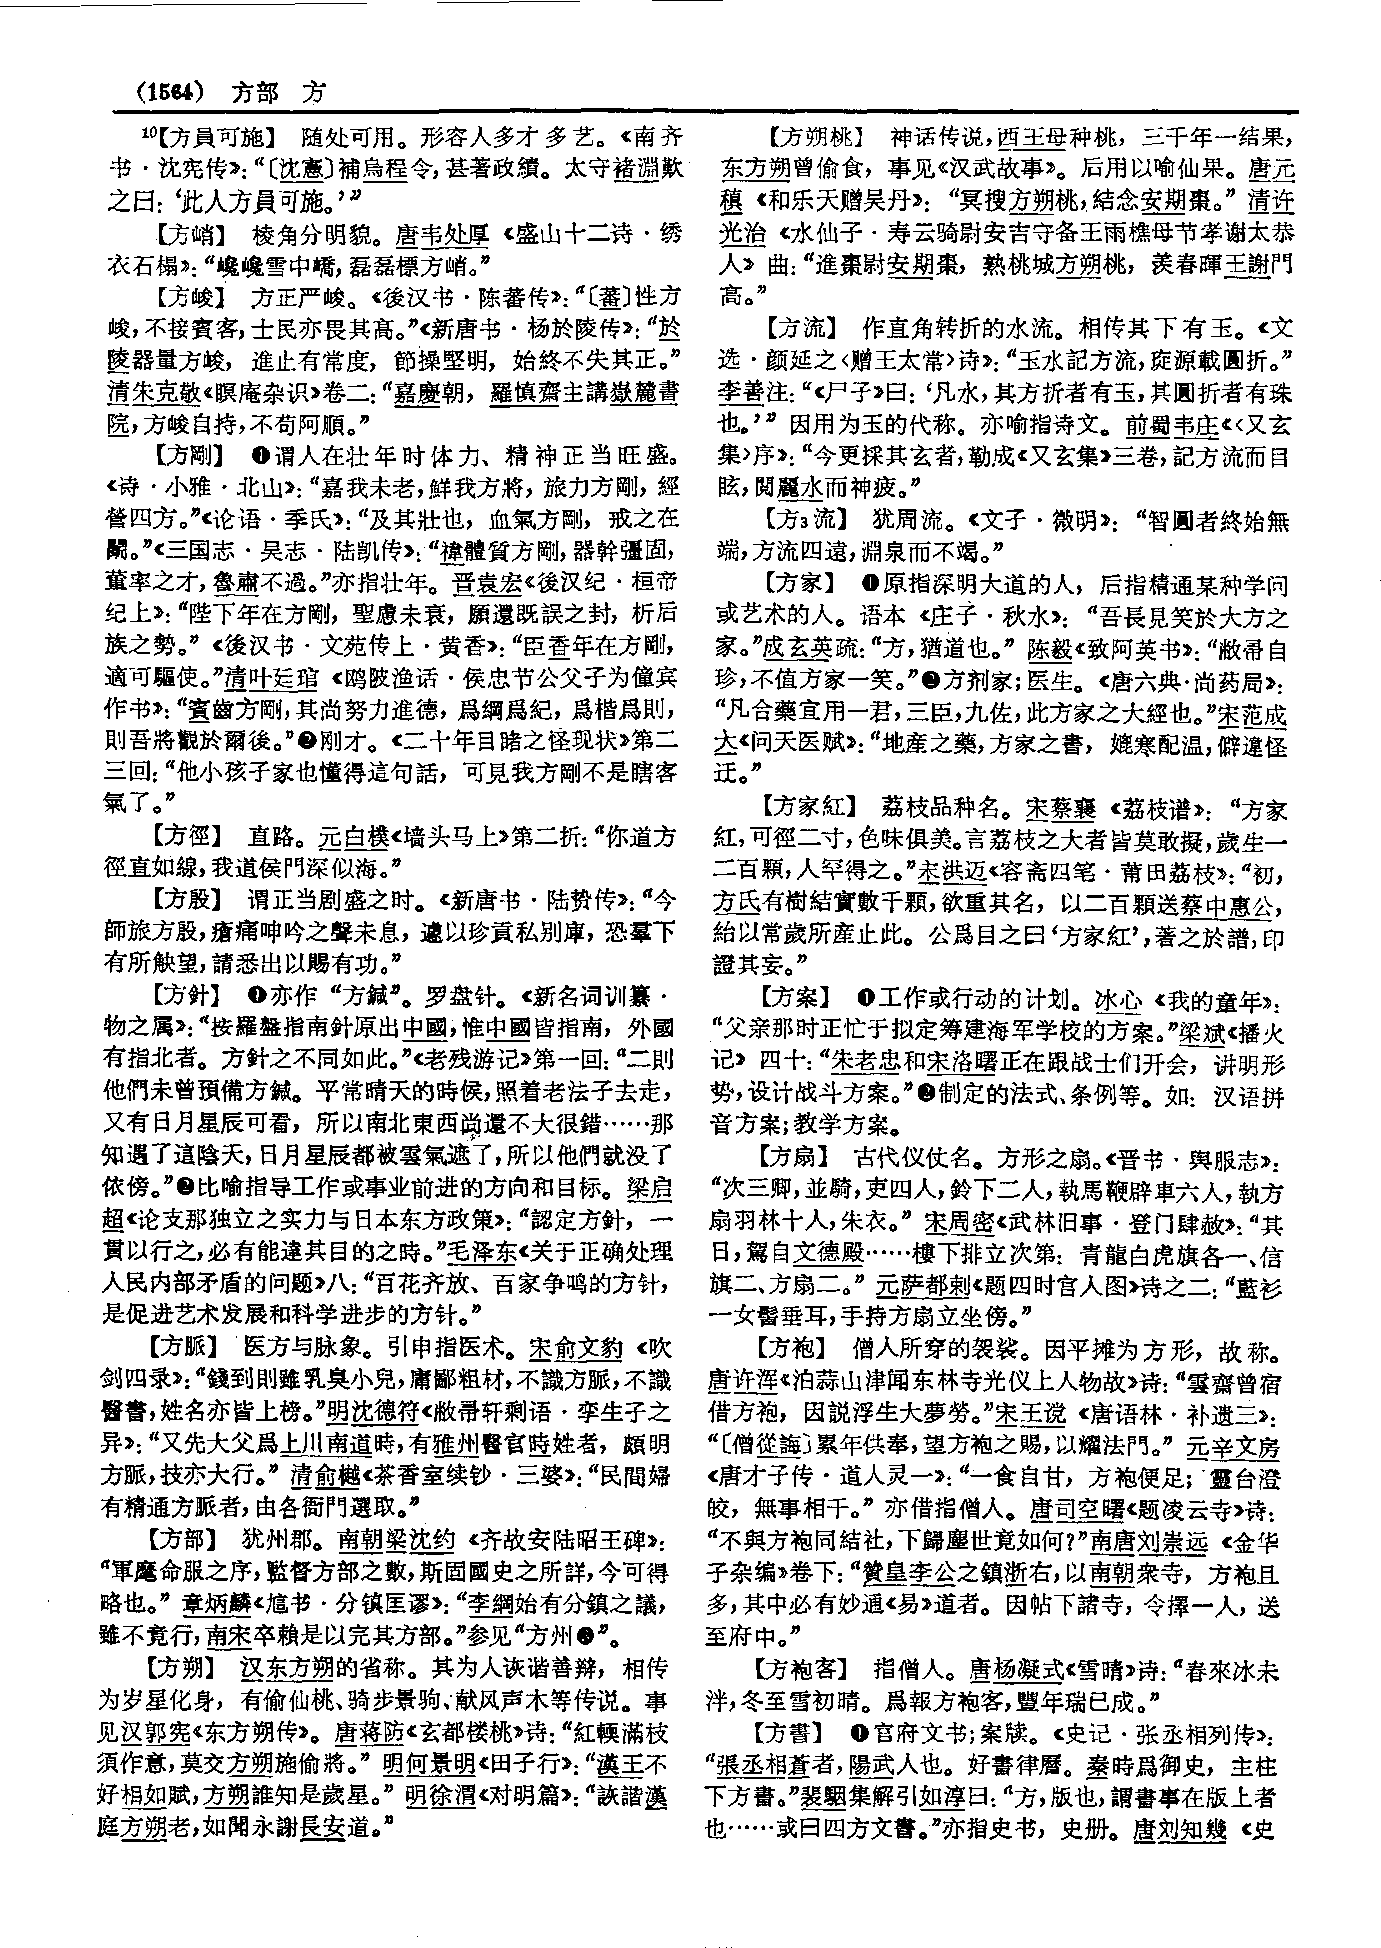 (1564) 方部 方
¹⁰【方員可施】 随处可用。形容人多才多艺。《南齐
书·沈宪传》：“〔沈憲〕補烏程令，甚著政績。太守褚淵歎
之曰：‘此人方員可施。’”
【方峭】 棱角分明貌。唐韦处厚《盛山十二诗·绣
衣石榻》：“巉巉雪中嶠，磊磊標方峭。”
【方峻】 方正严峻。《後汉书·陈蕃传》：“〔蕃〕性方
峻，不接賓客，士民亦畏其高。”《新唐书·杨於陵传》：“於
陵器量方峻，進止有常度，節操堅明，始終不失其正。”
清朱克敬《瞑庵杂识》卷二：“嘉慶朝，羅慎齋主講嶽麓書
院，方峻自持，不苟阿順。”
【方剛】 ❶谓人在壮年时体力、精神正当旺盛。
《诗·小雅·北山》：“嘉我未老，鮮我方將，旅力方剛，經
營四方。”《论语·季氏》：“及其壯也，血氣方剛，戒之在
鬭。”《三国志·吴志·陆凯传》：“禕體質方剛，器幹彊固，
董率之才，魯肅不過。”亦指壮年。晋袁宏《後汉纪·桓帝
纪上》：“陛下年在方剛，聖慮未衰，願還既誤之封，析后
族之勢。”《後汉书·文苑传上·黄香》：“臣香年在方剛，
適可驅使。”清叶廷琯《鸥陂渔话·侯忠节公父子为僮宾
作书》：“賓齒方剛，其尚努力進德，爲綱爲紀，爲楷爲則，
則吾將觀於爾後。”❷刚才。《二十年目睹之怪现状》第二
三回：“他小孩子家也懂得這句話，可見我方剛不是瞎客
氣了。”
【方徑】 直路。元白樸《墙头马上》第二折：“你道方
徑直如線，我道侯門深似海。”
【方殷】 谓正当剧盛之时。《新唐书·陆贽传》：“今
師旅方殷，瘡痛呻吟之聲未息，遽以珍貢私别庫，恐羣下
有所觖望，請悉出以賜有功。”
【方針】 ❶亦作“方鍼”。罗盘针。《新名词训纂·
物之属》：“按羅盤指南針原出中國，惟中國皆指南，外國
有指北者。方針之不同如此。”《老残游记》第一回：“二則
他們未曾預備方鍼。平常晴天的時候，照着老法子去走，
又有日月星辰可看，所以南北東西尚還不大很錯……那
知遇了這陰天，日月星辰都被雲氣遮了，所以他們就没了
依傍。”❷比喻指导工作或事业前进的方向和目标。梁启
超《论支那独立之实力与日本东方政策》：“認定方針，一
貫以行之，必有能達其目的之時。”毛泽东《关于正确处理
人民内部矛盾的问题》八：“百花齐放、百家争鸣的方针，
是促进艺术发展和科学进步的方针。”
【方脈】 医方与脉象。引申指医术。宋俞文豹《吹
剑四录》：“錢到則雖乳臭小兒，庸鄙粗材，不識方脈，不識
醫書，姓名亦皆上榜。”明沈德符《敝帚轩剩语·孪生子之
异》：“又先大父爲上川南道時，有雅州醫官時姓者，頗明
方脈，技亦大行。”清俞樾《茶香室续钞·三婆》：“民間婦
有精通方脈者，由各衙門選取。”
【方部】 犹州郡。南朝梁沈约《齐故安陆昭王碑》：
“軍麾命服之序，監督方部之數，斯固國史之所詳，今可得
略也。”章炳麟《訄书·分镇匡谬》：“李綱始有分鎮之議，
雖不竟行，南宋卒賴是以完其方部。”参见“方州❸”。
【方朔】 汉东方朔的省称。其为人诙谐善辩，相传
为岁星化身，有偷仙桃、骑步景驹、献风声木等传说。事
见汉郭宪《东方朔传》。唐蒋防《玄都楼桃》诗：“紅輭滿枝
須作意，莫交方朔施偷將。”明何景明《田子行》：“漢王不
好相如賦，方朔誰知是歲星。”明徐渭《对明篇》：“詼諧漢
庭方朔老，如聞永謝長安道。”
【方朔桃】 神话传说，西王母种桃，三千年一结果，
东方朔曾偷食，事见《汉武故事》。后用以喻仙果。唐元
稹《和乐天赠吴丹》：“冥搜方朔桃，結念安期棗。”清许
光治《水仙子·寿云骑尉安吉守备王雨樵母节孝谢太恭
人》曲：“進棗尉安期棗，熟桃城方朔桃，羡春暉王謝門
高。”
【方流】 作直角转折的水流。相传其下有玉。《文
选·颜延之〈赠王太常〉诗》：“玉水記方流，琁源載圓折。”
李善注：“《尸子》曰：‘凡水，其方折者有玉，其圓折者有珠
也。’”因用为玉的代称。亦喻指诗文。前蜀韦庄《〈又玄
集〉序》：“今更採其玄者，勒成《又玄集》三卷，記方流而目
眩，閲麗水而神疲。”
【方₃流】 犹周流。《文子·微明》：“智圓者終始無
端，方流四遠，淵泉而不竭。”
【方家】 ❶原指深明大道的人，后指精通某种学问
或艺术的人。语本《庄子·秋水》：“吾長見笑於大方之
家。”成玄英疏：“方，猶道也。”陈毅《致阿英书》：“敝帚自
珍，不值方家一笑。”❷方剂家；医生。《唐六典·尚药局》：
“凡合藥宜用一君，三臣，九佐，此方家之大經也。”宋范成
大《问天医赋》：“地産之藥，方家之書，媲寒配温，僻違怪
迂。”
【方家紅】 荔枝品种名。宋蔡襄《荔枝谱》：“方家
紅，可徑二寸，色味俱美。言荔枝之大者皆莫敢擬，歲生一
二百顆，人罕得之。”宋洪迈《容斋四笔·莆田荔枝》：“初，
方氏有樹結實數千顆，欲重其名，以二百顆送蔡中惠公，
紿以常歲所産止此。公爲目之曰‘方家紅’，著之於譜，印
證其妄。”
【方案】 ❶工作或行动的计划。冰心《我的童年》：
“父亲那时正忙于拟定筹建海军学校的方案。”梁斌《播火
记》四十：“朱老忠和宋洛曙正在跟战士们开会，讲明形
势，设计战斗方案。”❷制定的法式、条例等。如：汉语拼
音方案；教学方案。
【方扇】 古代仪仗名。方形之扇。《晋书·舆服志》：
“次三卿，並騎，吏四人，鈴下二人，執馬鞭辟車六人，執方
扇羽林十人，朱衣。”宋周密《武林旧事·登门肆赦》：“其
日，駕自文德殿……樓下排立次第：青龍白虎旗各一、信
旗二、方扇二。”元萨都剌《题四时宫人图》诗之二：“藍衫
一女髻垂耳，手持方扇立坐傍。”
【方袍】 僧人所穿的袈裟。因平摊为方形，故称。
唐许浑《泊蒜山津闻东林寺光仪上人物故》诗：“雲齋曾宿
借方袍，因説浮生大夢勞。”宋王谠《唐语林·补遗三》：
“〔僧從誨〕累年供奉，望方袍之賜，以耀法門。”元辛文房
《唐才子传·道人灵一》：“一食自甘，方袍便足；靈台澄
皎，無事相干。”亦借指僧人。唐司空曙《题凌云寺》诗：
“不與方袍同結社，下歸塵世竟如何？”南唐刘崇远《金华
子杂编》卷下：“贊皇李公之鎮浙右，以南朝衆寺，方袍且
多，其中必有妙通《易》道者。因帖下諸寺，令擇一人，送
至府中。”
【方袍客】 指僧人。唐杨凝式《雪晴》诗：“春來冰未
泮，冬至雪初晴。爲報方袍客，豐年瑞已成。”
【方書】 ❶官府文书；案牍。《史记·张丞相列传》：
“張丞相蒼者，陽武人也。好書律曆。秦時爲御史，主柱
下方書。”裴駰集解引如淳曰：“方，版也，謂書事在版上者
也……或曰四方文書。”亦指史书，史册。唐刘知幾《史